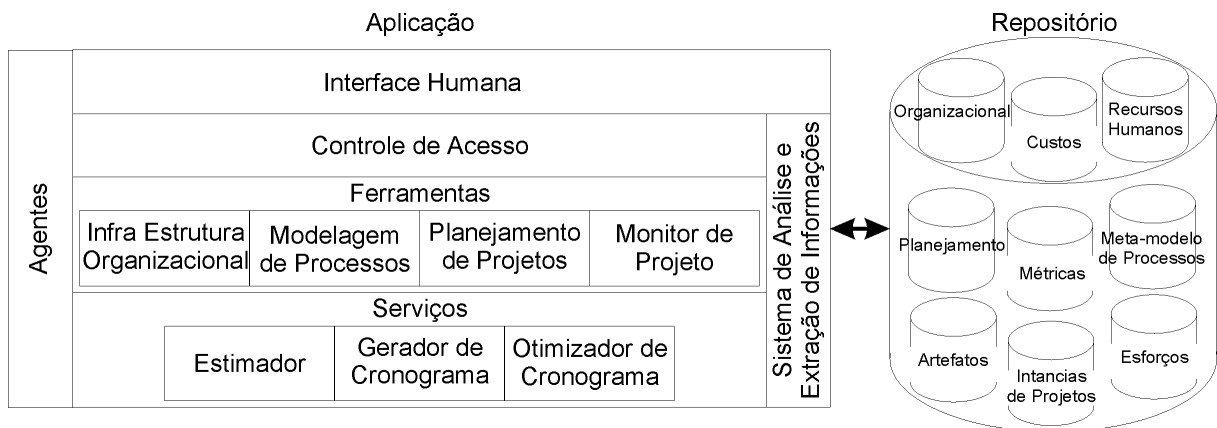 Aplicação
Repositório
Agentes
Interface Humana
Controle de Acesso
Ferramentas
Infra Estrutura
Organizacional
Modelagem
de Processos
Planejamento
de Projetos
Monitor de
Projeto
Serviços
Estimador
Gerador de
Cronograma
Otimizador de
Cronograma
Sistema de Análise e
Extração de Informações
Organizacional
Custos
Recursos
Humanos
Planejamento
Métricas
Meta-modelo
de Processos
Artefatos
Intancias
de Projetos
Esforços